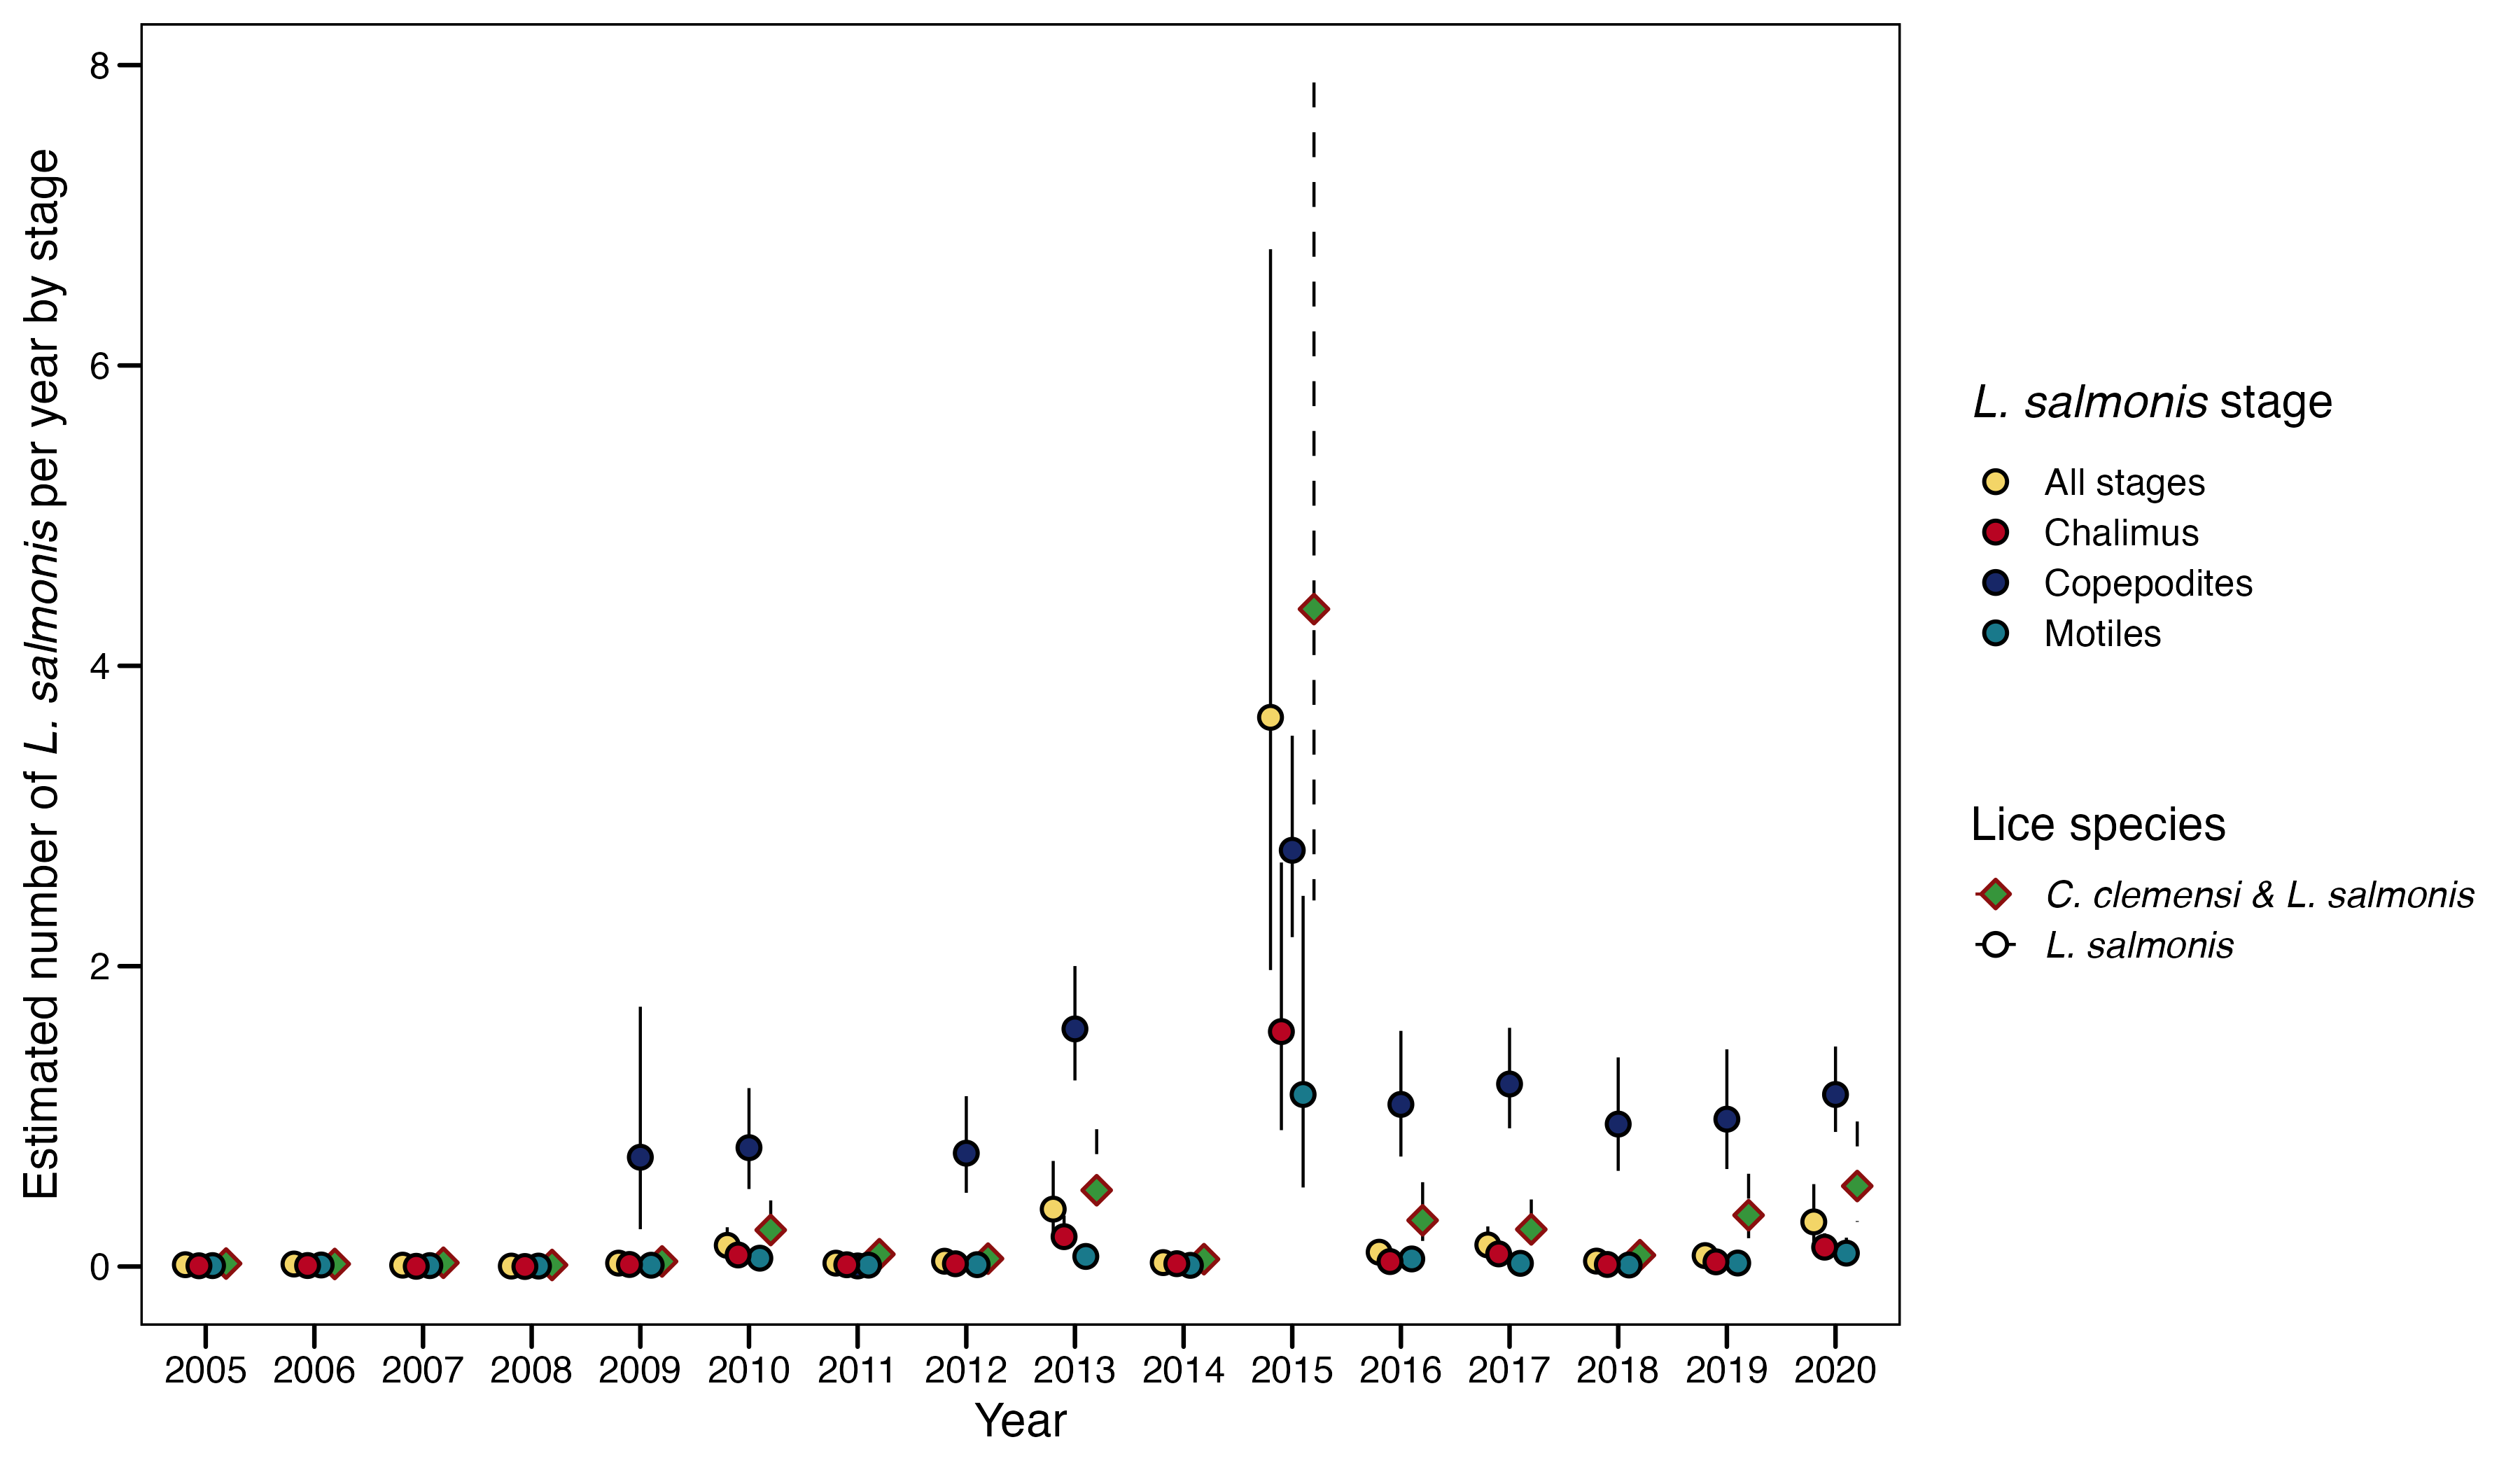 Estimated number of L. salmonis per year by stage
8
6
4
2
0
2005 2006 2007 2008 2009 2010 2011 2012 2013 2014 2015 2016 2017 2018 2019 2020
Year
L. salmonis stage
All stages
Chalimus
Copepodites
Motiles
Lice species
C. clemensi & L. salmonis
L. salmonis